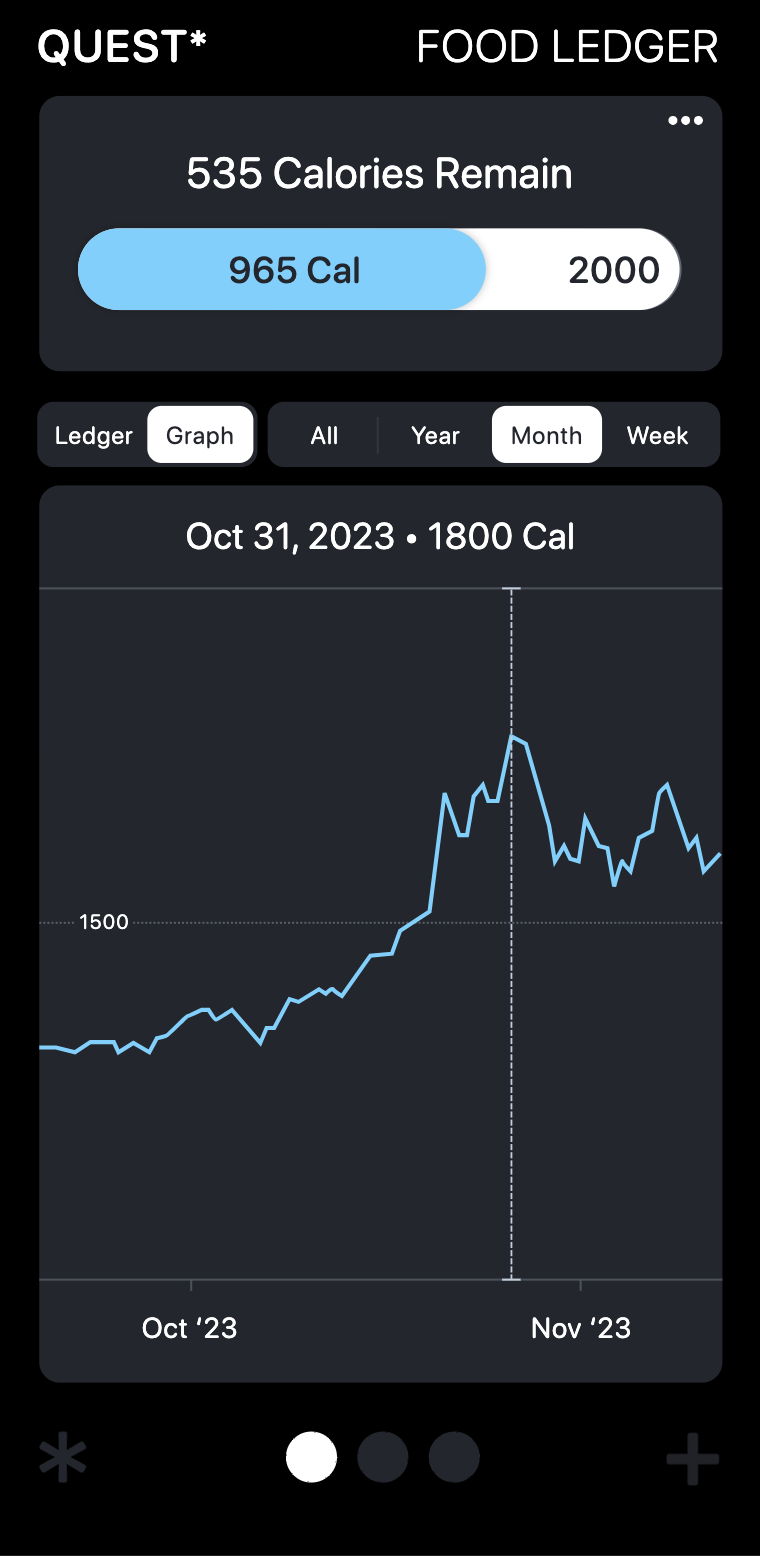 QUEST* FOOD LEDGER
•••
535 Calories Remain
965 Cal 2000
Ledger Graph All Year Month Week
Oct 31, 2023 • 1800 Cal
1500
Oct ‘23 Nov ‘23